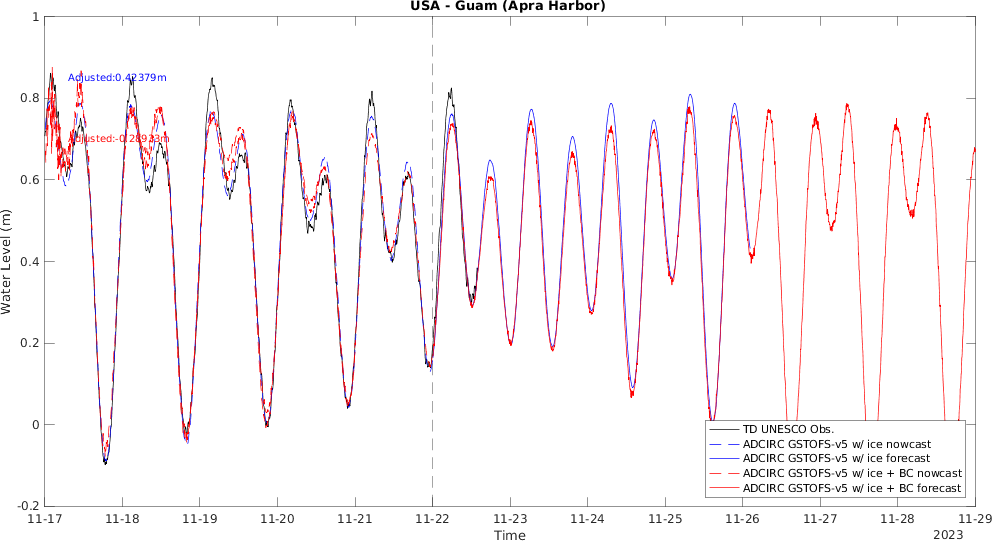 USA - Guam (Apra Harbor)
Water Level (m)
1
0.8
0.6
0.4
0.2
0
-0.2
Adjusted:0.42379m
TD UNESCO Obs.
ADCIRC GSTOFS-v5 w/ ice nowcast
ADCIRC GSTOFS-v5 w/ ice forecast
ADCIRC GSTOFS-v5 w/ ice + BC nowcast
ADCIRC GSTOFS-v5 w/ ice + BC forecast
11-17 11-18 11-19 11-20 11-21 11-22 11-23 11-24 11-25 11-26 11-27 11-28 11-29
Time
2023